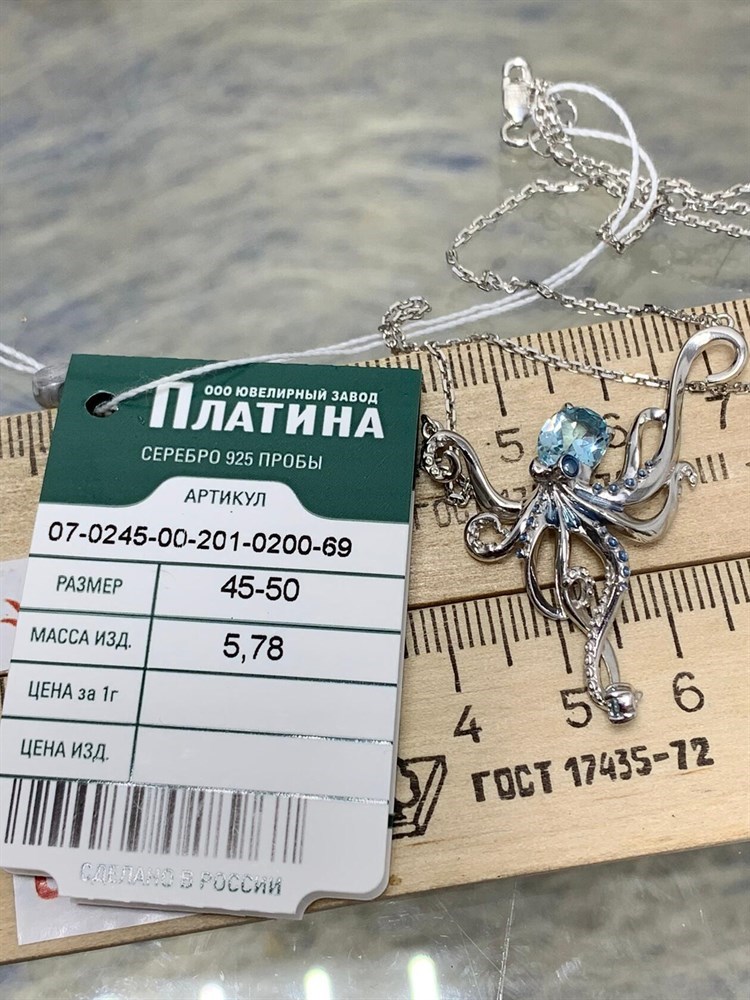 ООО ЮВЕЛИРНЫЙ ЗАВОД
ПЛАТИНА
СЕРЕБРО 925 ПРОБЫ
АРТИКУЛ
07-0245-00-201-0200-69
РАЗМЕР 45-50
МАССА ИЗД. 5,78
ЦЕНА за 1г
ЦЕНА ИЗД.
СДЕЛАНО В РОССИИ
5 6 7
4 5 6
ГОСТ 17435-72